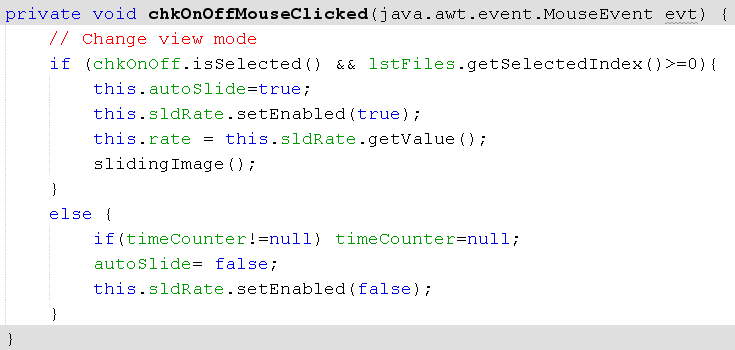 private void chkOnOffMouseClicked(java.awt.event.MouseEvent evt) {
    // Change view mode
    if (chkOnOff.isSelected() && lstFiles.getSelectedIndex()>=0){
        this.autoSlide=true;
        this.sldRate.setEnabled(true);
        this.rate = this.sldRate.getValue();
        slidingImage();
    }
    else {
        if(timeCounter!=null) timeCounter=null;
        autoSlide= false;
        this.sldRate.setEnabled(false);
    }
}